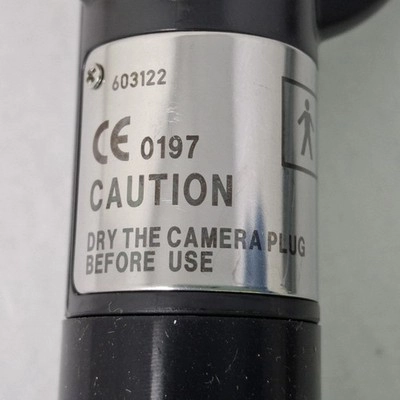 603122
CE 0197
CAUTION
DRY THE CAMERA PLUG
BEFORE USE